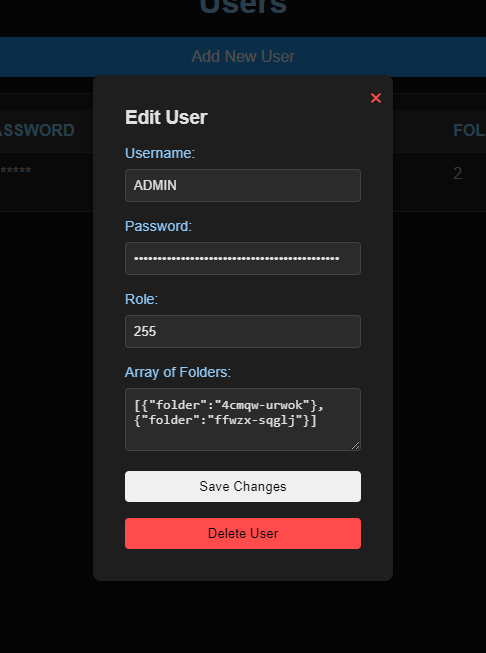 Users
Add New User
ASSWORD
FOL
*****
2
×
Edit User
Username:
ADMIN
Password:
••••••••••••••••••••••••••••••••••••••••••••
Role:
255
Array of Folders:
[{"folder":"4cmqw-urwok"},
{"folder":"ffwzx-sqglj"}]
Save Changes
Delete User